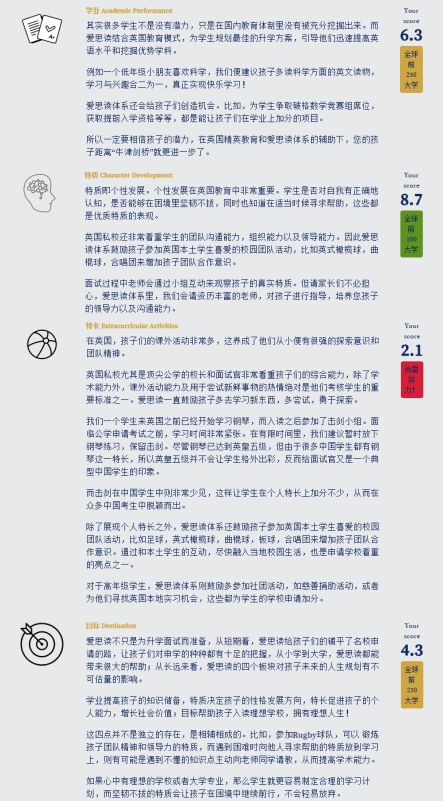 学业 Academic Performance
其实很多学生不是没有潜力，只是在国内教育体制里没有被充分挖掘出来。而
爱思读结合英国教育模式，为学生规划最佳的升学方案，引导他们迅速提高英
语水平和挖掘优势学科。
例如一个低年级小朋友喜欢科学，我们便建议孩子多读科学方面的英文读物，
学习与兴趣合二为一，真正实现快乐学习！
爱思读体系还会给孩子们创造机会。比如，为学生争取破格数学竞赛组席位，
获取提前入学资格等等，都是能让孩子们在学业上加分的项目。
所以一定要相信孩子的潜力，在英国精英教育和爱思读体系的辅助下，您的孩
子距离“牛津剑桥”就更进一步了。
Your
score
6.3
全球
前
250
大学
特质 Character Development
特质即个性发展。个性发展在英国教育中非常重要。学生是否对自我有正确地
认知，是否能够在困境里坚韧不拔，同时也知道在适当时候寻求帮助，这些都
是优质特质的表现。
英国私校还非常看重学生的团队沟通能力，组织能力以及领导能力。因此爱思
读体系鼓励孩子参加英国本土学生喜爱的校园团队活动，比如英式橄榄球，曲
棍球，合唱团来增加孩子团队合作意识。
面试过程中老师会通过小组互动来观察孩子的真实特质。但请家长们不必担
心，爱思读体系里，我们会请资历丰富的老师，对孩子进行指导，培养您孩子
的领导力以及沟通能力。
Your
score
8.7
全球
前
100
大学
特长 Extracurricular Activities
在英国，孩子们的课外活动非常多，这养成了他们从小便有很强的探索意识和
团队精神。
英国私校尤其是顶尖公学的校长和面试官非常看重孩子们的综合能力，除了学
术能力外，课外活动能力及用于尝试新鲜事物的热情绝对是他们考核学生的重
要标准之一。爱思读一直鼓励孩子多去学习新东西，多尝试，勇于探索。
我们一个学生来英国之前已经开始学习钢琴，而入读之后参加了击剑小组。面
临公学申请考试之前，学习时间非常紧张。在有限时间里，我们建议暂时放下
钢琴练习，保留击剑。尽管钢琴已达到英皇五级，但由于很多中国学生都有钢
琴这一特长，所以英皇五级并不会让学生格外出彩，反而给面试官又是一个典
型中国学生的印象。
而击剑在中国学生中则非常少见，这样让学生在个人特长上加分不少，从而在
众多中国考生中脱颖而出。
除了展现个人特长之外，爱思读体系还鼓励孩子参加英国本土学生喜爱的校园
团队活动，比如足球，英式橄榄球，曲棍球，板球，合唱团来增加孩子团队合
作意识。通过和本土学生的互动，尽快融入当地校园生活，也是申请学校看重
的亮点之一。
对于高年级学生，爱思读体系则鼓励多参加社团活动，如慈善捐助活动，或者
为他们寻找英国本地实习机会，这些都为学生的学校申请加分。
Your
score
2.1
尚需
努
力！
目标 Destination
爱思读不只是为升学面试而准备，从短期看，爱思读给孩子们的铺平了名校申
请的路，让孩子们对申学的种种都有十足的把握，从小学到大学，爱思读都能
带来很大的帮助；从长远来看，爱思读的四个板块对孩子未来的人生规划有不
可估量的影响。
学业提高孩子的知识储备，特质决定孩子的性格发展方向，特长促进孩子的个
人能力，增长社会价值；目标帮助孩子入读理想学校，拥有理想人生！
这四点并不是独立的存在，是相辅相成的。比如，参加Rugby球队，可以 锻炼
孩子团队精神和领导力的特质，而遇到困难时向他人寻求帮助的特质放到学习
上，则有可能是遇到不懂的知识点主动向老师同学请教，从而提高学术能力。
如果心中有理想的学校或者大学专业，那么学生就更容易制定合理的学习计
划，而坚韧不拔的特质会让孩子在困境中继续前行，不会轻易放弃。
Your
score
4.3
全球
前
250
大学